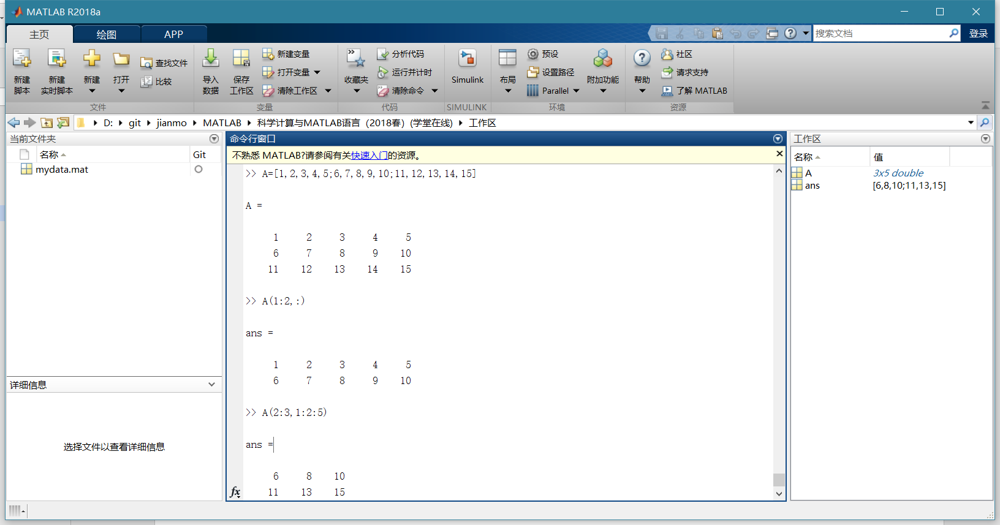 MATLAB R2018a
主页 绘图 APP
搜索文档 登录
新建脚本
新建实时脚本
新建
打开
查找文件
比较
文件
导入数据
保存工作区
新建变量
打开变量
清除工作区
变量
收藏夹
分析代码
运行并计时
清除命令
代码
Simulink
SIMULINK
布局
预设
设置路径
Parallel
附加功能
环境
帮助
社区
请求支持
了解 MATLAB
资源
D: git jianmo MATLAB 科学计算与MATLAB语言（2018春）(学堂在线) 工作区
当前文件夹
名称 Git
mydata.mat
详细信息
选择文件以查看详细信息
命令行窗口
不熟悉 MATLAB?请参阅有关快速入门的资源。
>> A=[1,2,3,4,5;6,7,8,9,10;11,12,13,14,15]
A =
1 2 3 4 5
6 7 8 9 10
11 12 13 14 15
>> A(1:2,:)
ans =
1 2 3 4 5
6 7 8 9 10
>> A(2:3,1:2:5)
ans =
6 8 10
11 13 15
fx
工作区
名称 值
A 3x5 double
ans [6,8,10;11,13,15]